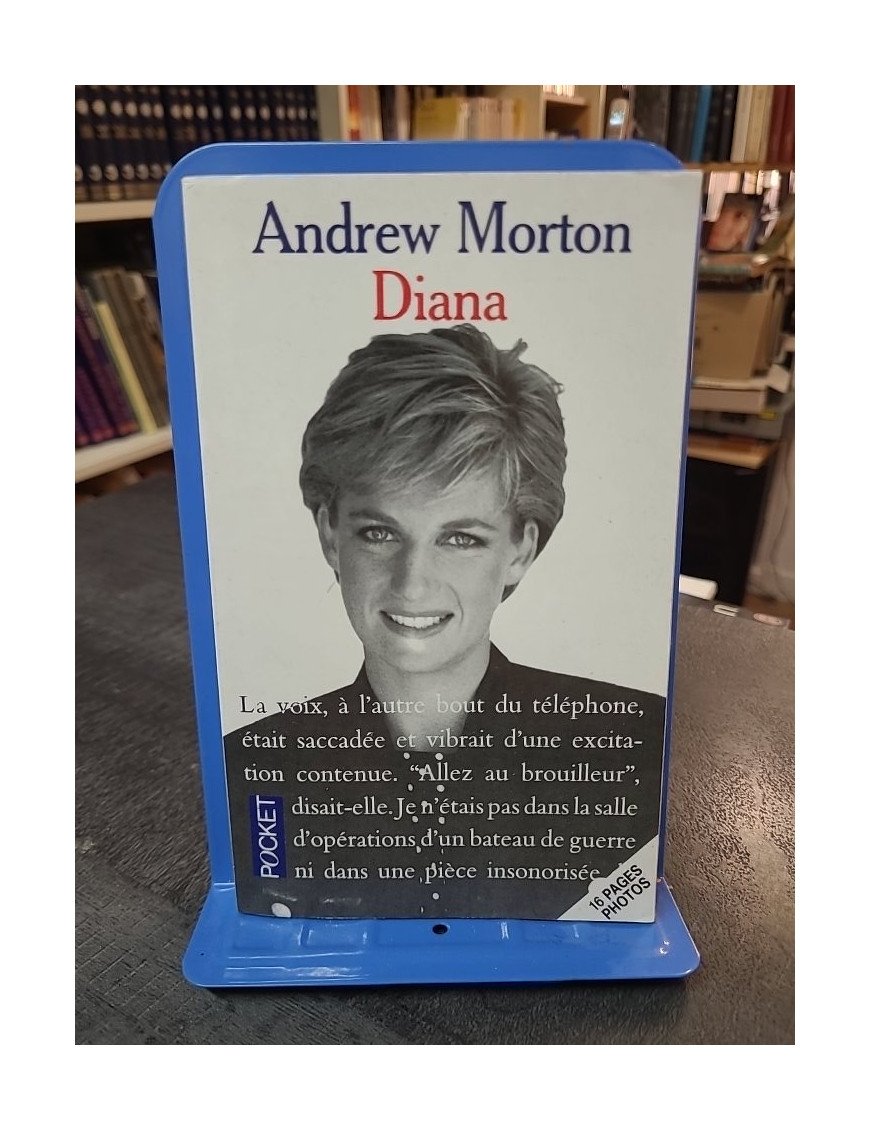 Andrew Morton
Diana
La voix, à l'autre bout du téléphone,
était saccadée et vibrait d'une excita-
tion contenue. “Allez au brouilleur”,
disait-elle. Je n'étais pas dans la salle
d'opérations d'un bateau de guerre
ni dans une pièce insonorisée
POCKET
16 PAGES
PHOTOS